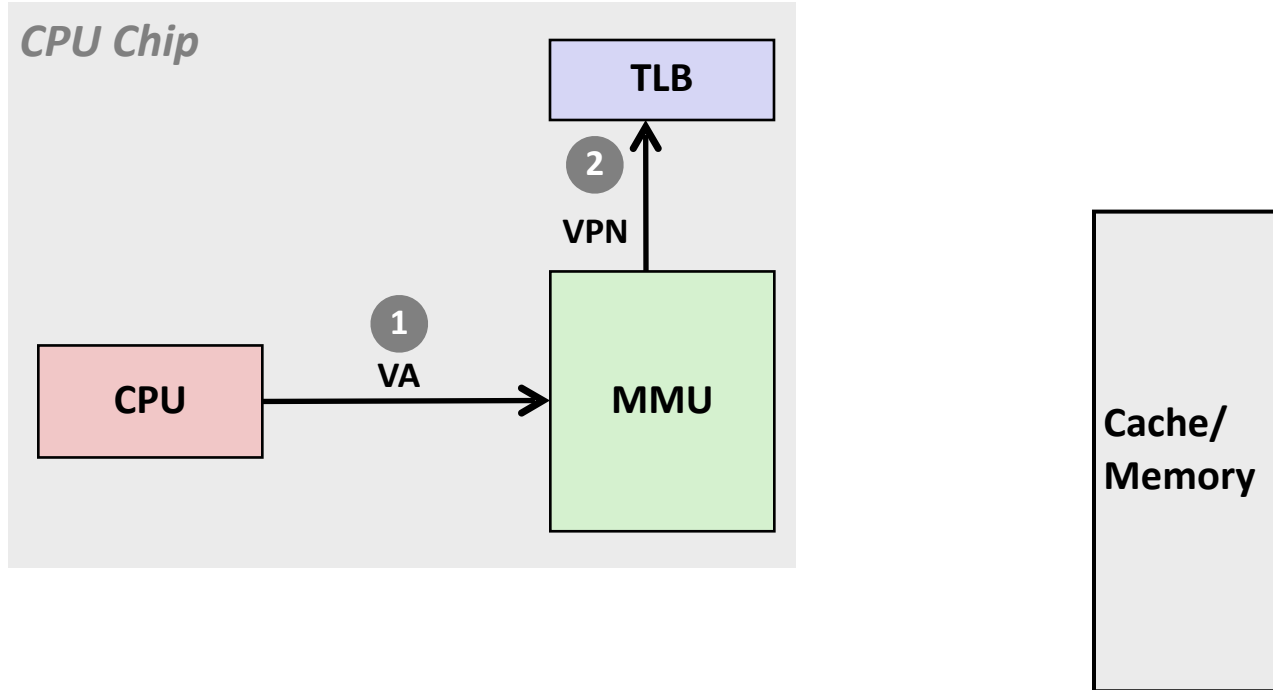 CPU Chip
TLB
2
VPN
1
VA
CPU
MMU
Cache/
Memory